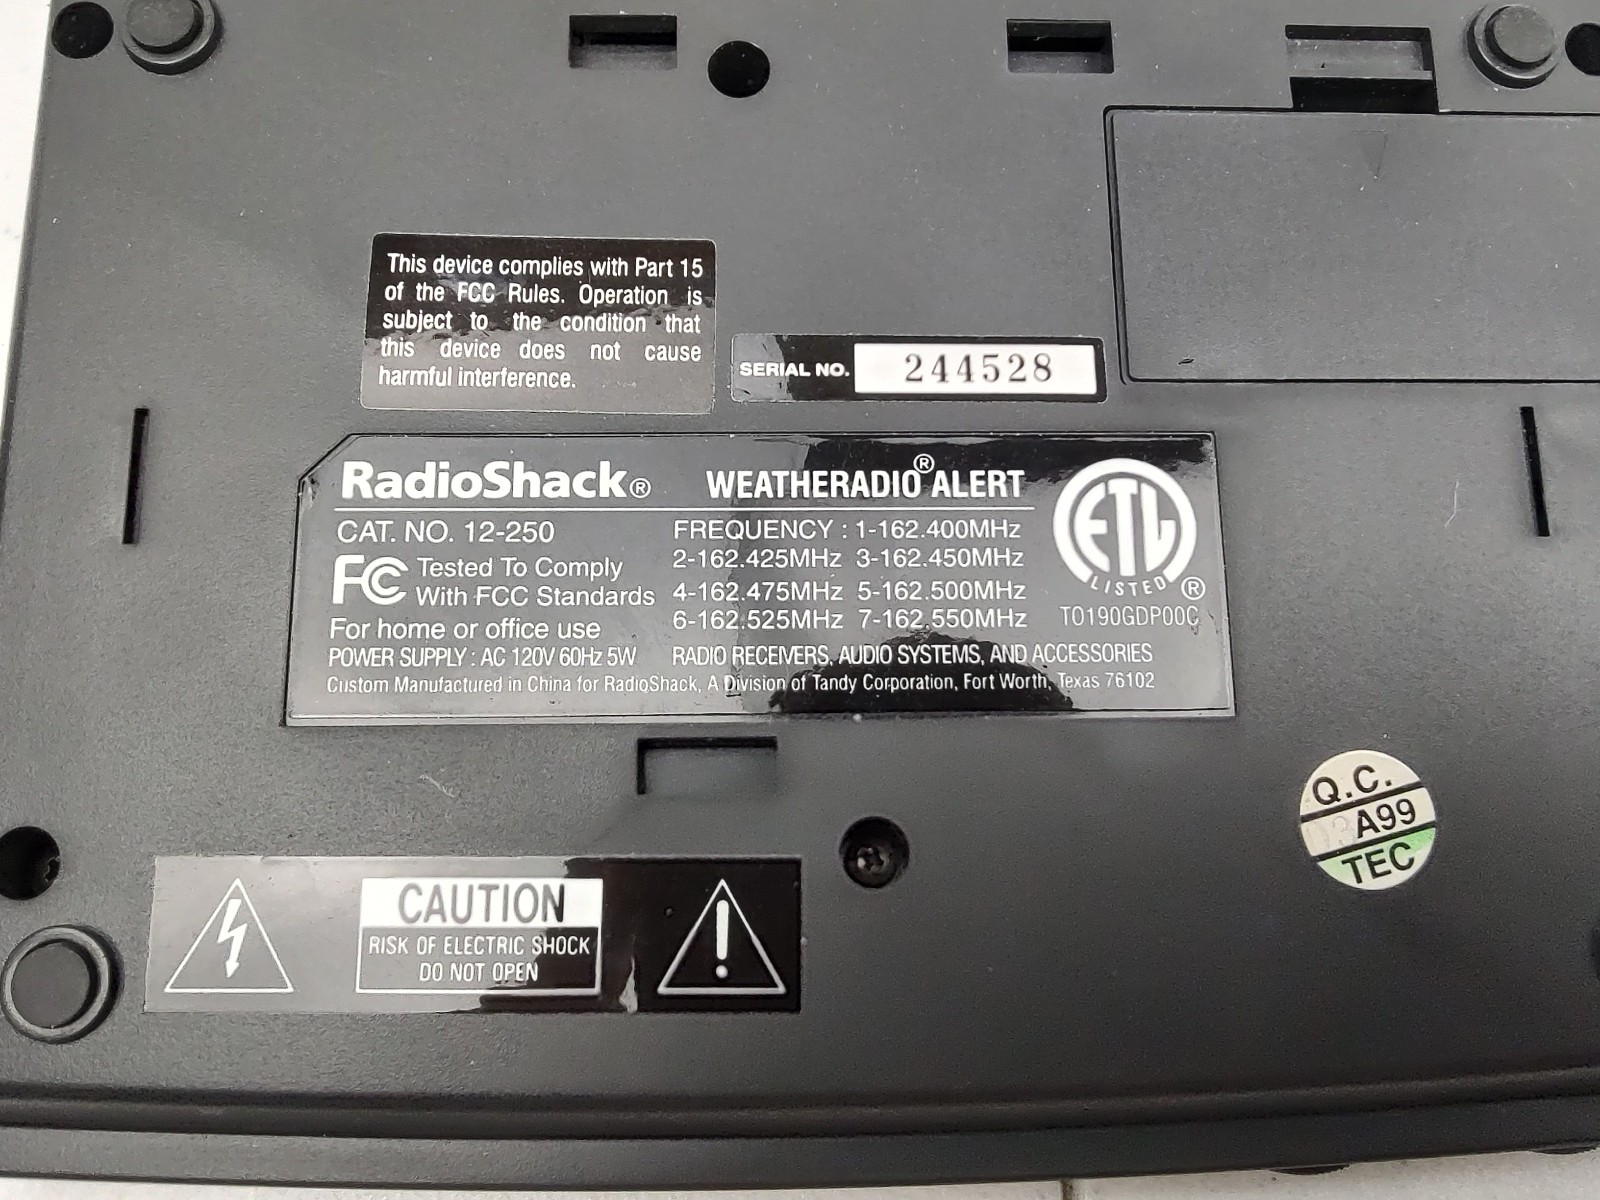 This device complies with Part 15
of the FCC Rules. Operation is
subject to the condition that
this device does not cause
harmful interference.
SERIAL NO. 244528
RadioShack® WEATHERADIO® ALERT
CAT. NO. 12-250
FC Tested To Comply
With FCC Standards
For home or office use
POWER SUPPLY : AC 120V 60Hz 5W
FREQUENCY : 1-162.400MHz
2-162.425MHz 3-162.450MHz
4-162.475MHz 5-162.500MHz
6-162.525MHz 7-162.550MHz
ETL
LISTED ®
TO190GDP00C
RADIO RECEIVERS, AUDIO SYSTEMS, AND ACCESSORIES
Custom Manufactured in China for RadioShack, A Division of Tandy Corporation, Fort Worth, Texas 76102
Q.C.
A99
TEC
CAUTION
RISK OF ELECTRIC SHOCK
DO NOT OPEN